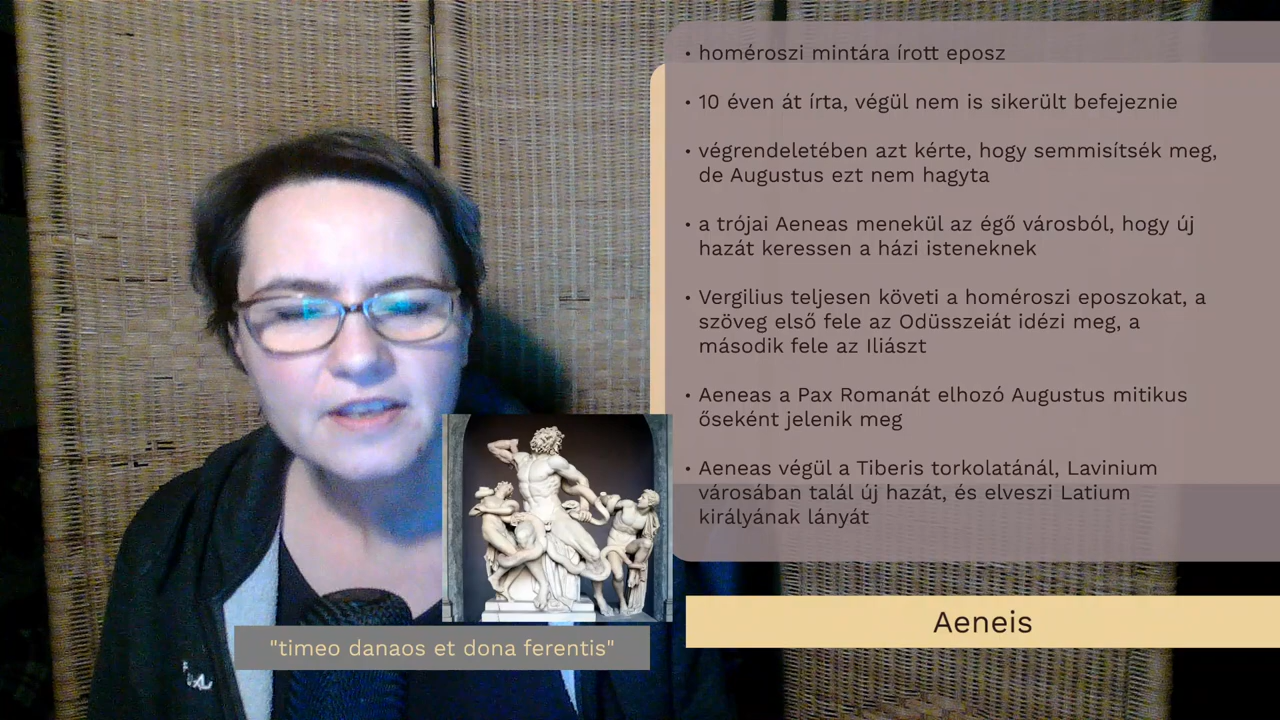 • homéroszi mintára írott eposz
• 10 éven át írta, végül nem is sikerült befejeznie
• végrendeletében azt kérte, hogy semmisítsék meg,
de Augustus ezt nem hagyta
• a trójai Aeneas menekül az égő városból, hogy új
hazát keressen a házi isteneknek
• Vergilius teljesen követi a homéroszi eposzokat, a
szöveg első fele az Odüsszeiát idézi meg, a
második fele az Iliászt
• Aeneas a Pax Romanát elhozó Augustus mitikus
őseként jelenik meg
• Aeneas végül a Tiberis torkolatánál, Lavinium
városában talál új hazát, és elveszi Latium
királyának lányát
Aeneis
"timeo danaos et dona ferentis"